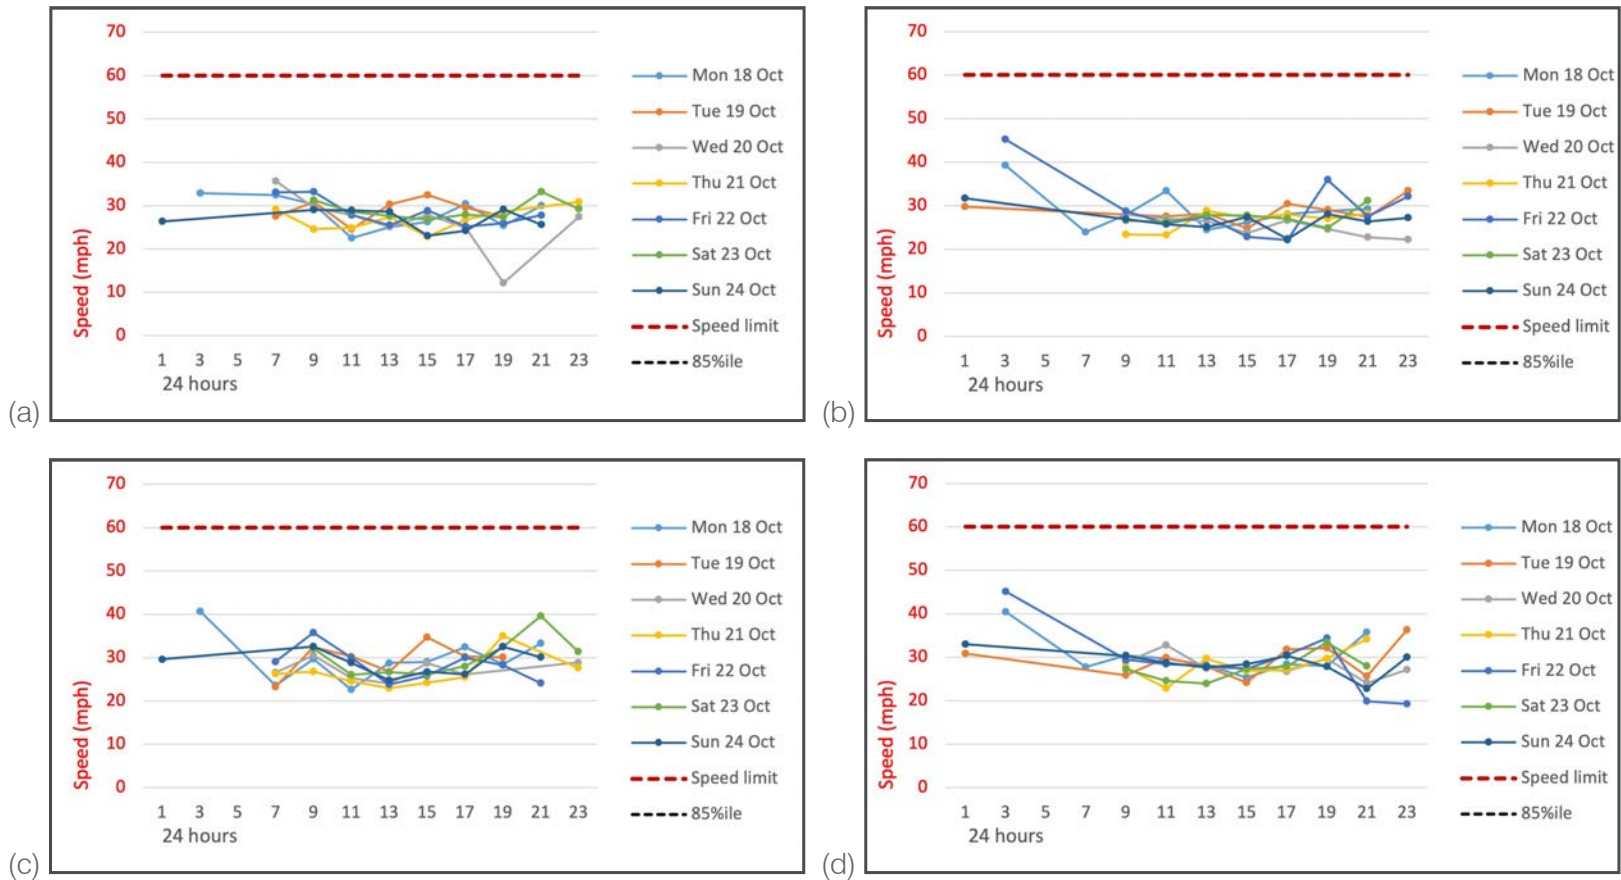 70
60
50
40
30
20
10
0
Speed (mph)
1 3 5 7 9 11 13 15 17 19 21 23
24 hours
Mon 18 Oct
Tue 19 Oct
Wed 20 Oct
Thu 21 Oct
Fri 22 Oct
Sat 23 Oct
Sun 24 Oct
Speed limit
85%ile
(a)
70
60
50
40
30
20
10
0
Speed (mph)
1 3 5 7 9 11 13 15 17 19 21 23
24 hours
Mon 18 Oct
Tue 19 Oct
Wed 20 Oct
Thu 21 Oct
Fri 22 Oct
Sat 23 Oct
Sun 24 Oct
Speed limit
85%ile
(b)
70
60
50
40
30
20
10
0
Speed (mph)
1 3 5 7 9 11 13 15 17 19 21 23
24 hours
Mon 18 Oct
Tue 19 Oct
Wed 20 Oct
Thu 21 Oct
Fri 22 Oct
Sat 23 Oct
Sun 24 Oct
Speed limit
85%ile
(c)
70
60
50
40
30
20
10
0
Speed (mph)
1 3 5 7 9 11 13 15 17 19 21 23
24 hours
Mon 18 Oct
Tue 19 Oct
Wed 20 Oct
Thu 21 Oct
Fri 22 Oct
Sat 23 Oct
Sun 24 Oct
Speed limit
85%ile
(d)